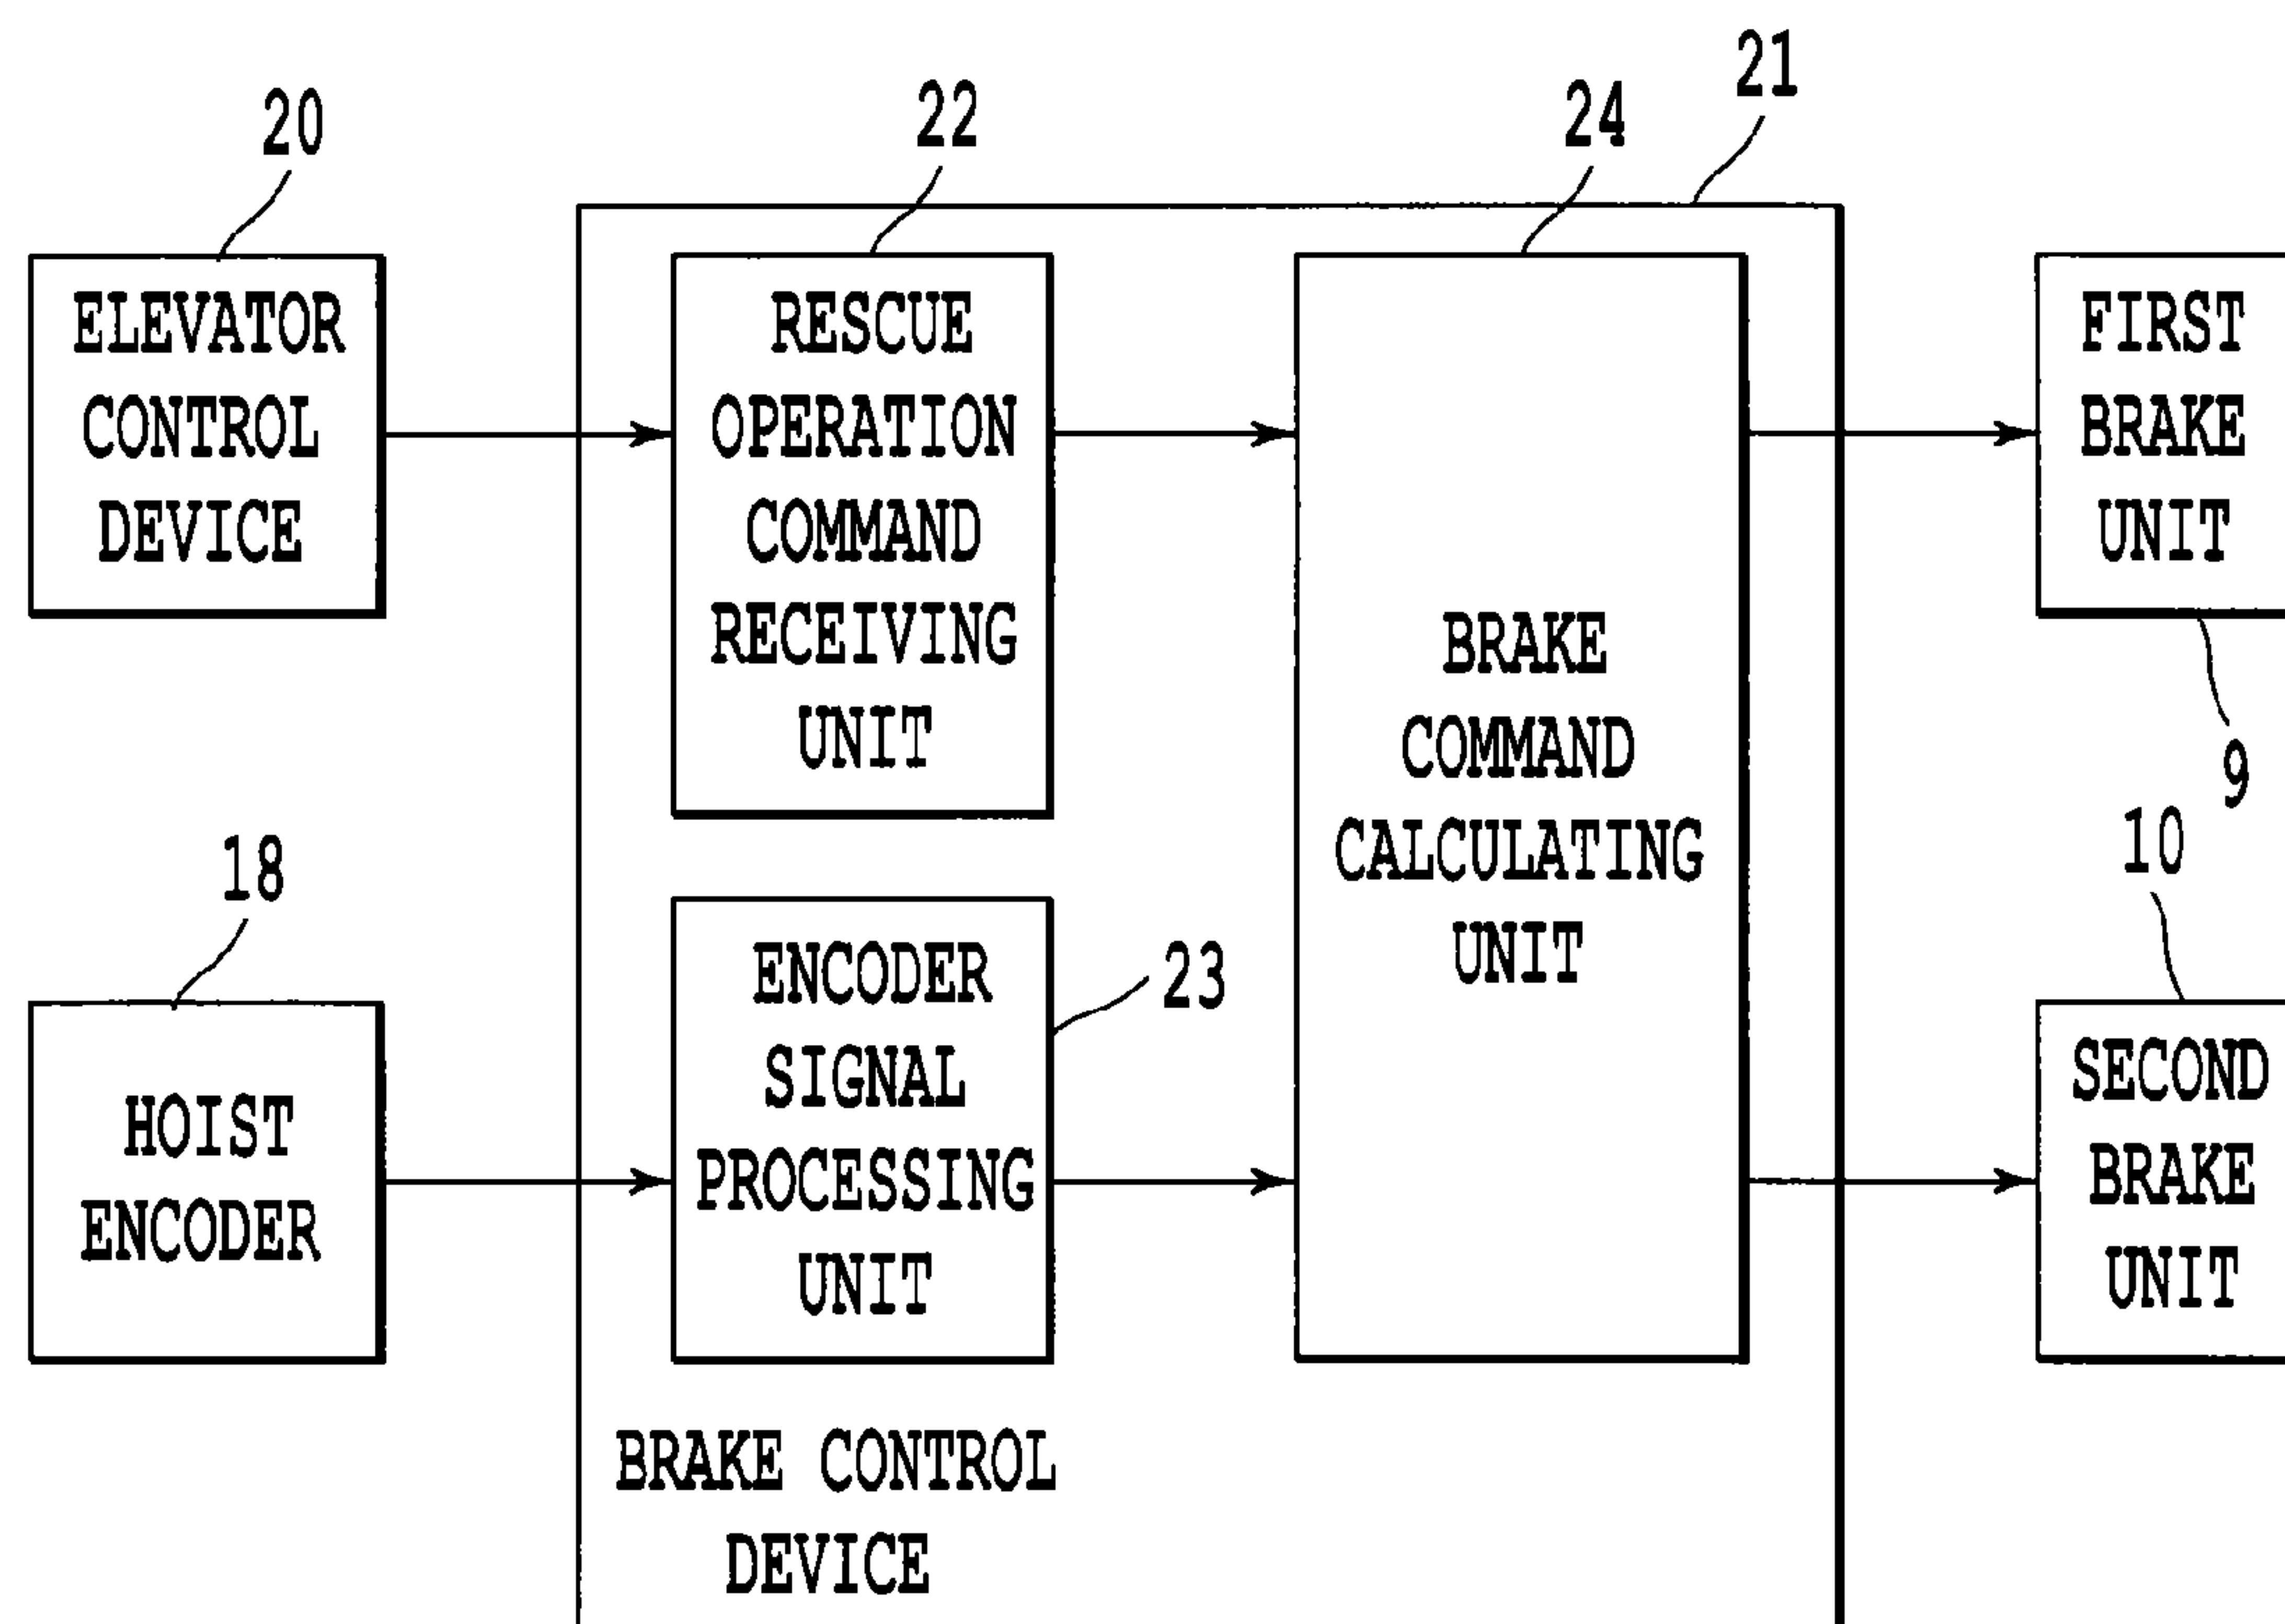 21
20
22
24
ELEVATOR
CONTROL
DEVICE
RESCUE
OPERATION
COMMAND
RECEIVING
UNIT
BRAKE
COMMAND
CALCULATING
UNIT
FIRST
BRAKE
UNIT
9
18
HOIST
ENCODER
ENCODER
SIGNAL
PROCESSING
UNIT
23
10
SECOND
BRAKE
UNIT
BRAKE CONTROL
DEVICE